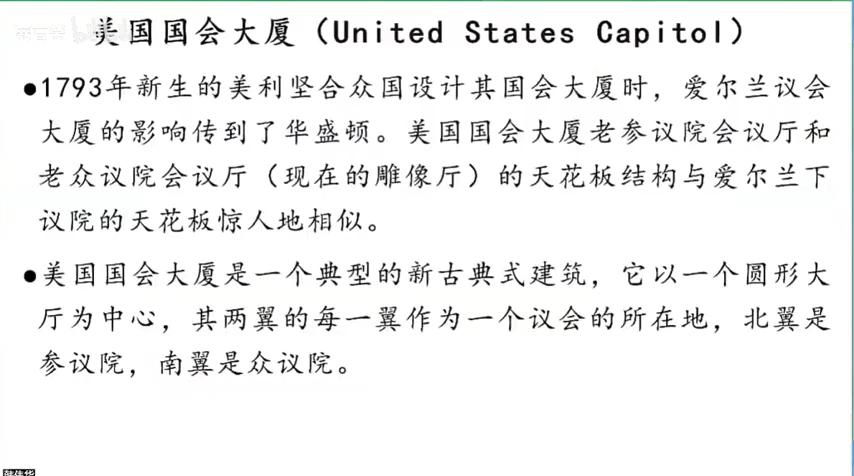 美国国会大厦（United States Capitol）
●1793年新生的美利坚合众国设计其国会大厦时，爱尔兰议会
大厦的影响传到了华盛顿。美国国会大厦老参议院会议厅和
老众议院会议厅（现在的雕像厅）的天花板结构与爱尔兰下
议院的天花板惊人地相似。
●美国国会大厦是一个典型的新古典式建筑，它以一个圆形大
厅为中心，其两翼的每一翼作为一个议会的所在地，北翼是
参议院，南翼是众议院。